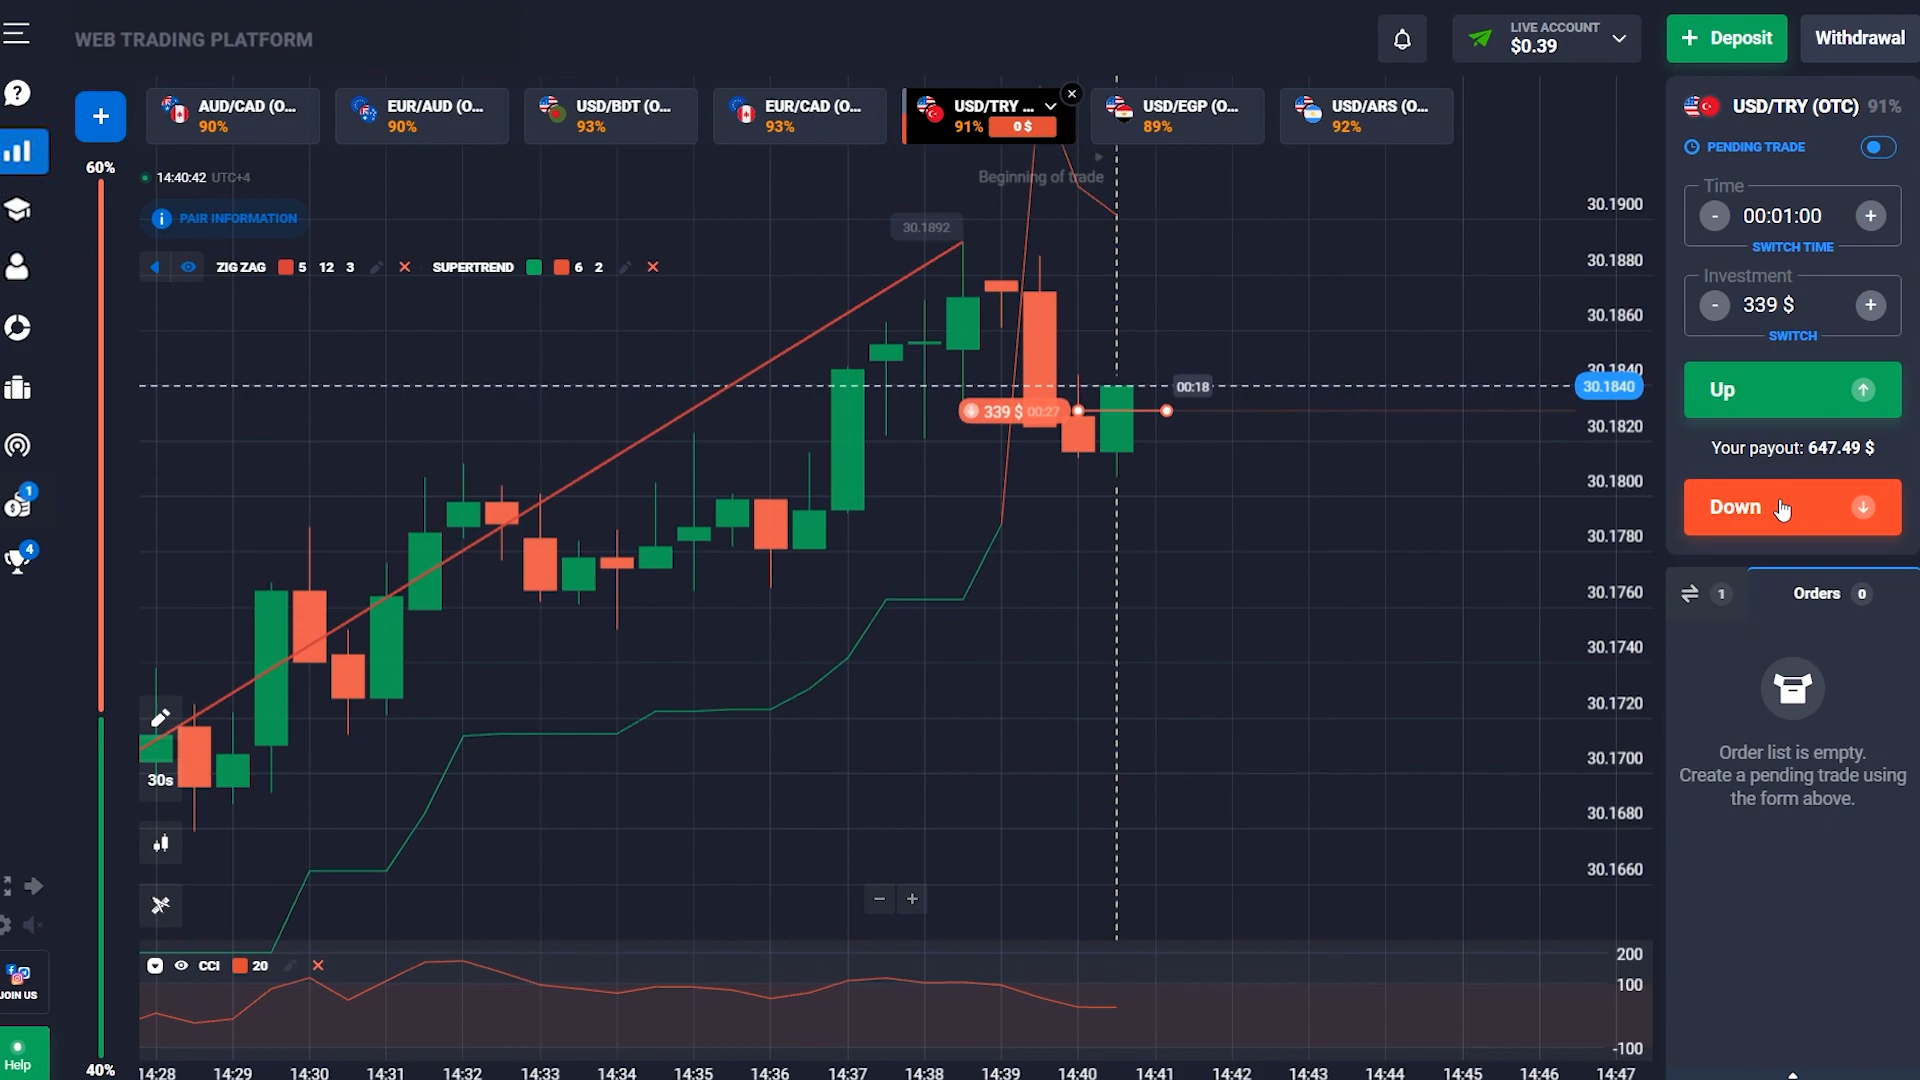 WEB TRADING PLATFORM
LIVE ACCOUNT
$0.39
+ Deposit
Withdrawal
+
AUD/CAD (O...
90%
EUR/AUD (O...
90%
USD/BDT (O...
93%
EUR/CAD (O...
93%
USD/TRY ...
91% 0 $
USD/EGP (O...
89%
USD/ARS (O...
92%
USD/TRY (OTC) 91%
PENDING TRADE
60%
14:40:42 UTC+4
Beginning of trade
PAIR INFORMATION
30.1892
ZIG ZAG 5 12 3
SUPERTREND 6 2
Time
- 00:01:00 +
SWITCH TIME
Investment
- 339 $ +
SWITCH
Up
Your payout: 647.49 $
Down
30.1900
30.1880
30.1860
30.1840
30.1840
30.1820
30.1800
30.1780
30.1760
30.1740
30.1720
30.1700
30.1680
30.1660
00:18
339 $ 00:27
1
Orders 0
Order list is empty.
Create a pending trade using
the form above.
1
4
30s
− +
JOIN US
Help
40%
CCI 20
200
100
-100
14:28 14:29 14:30 14:31 14:32 14:33 14:34 14:35 14:36 14:37 14:38 14:39 14:40 14:41 14:42 14:43 14:44 14:45 14:46 14:47